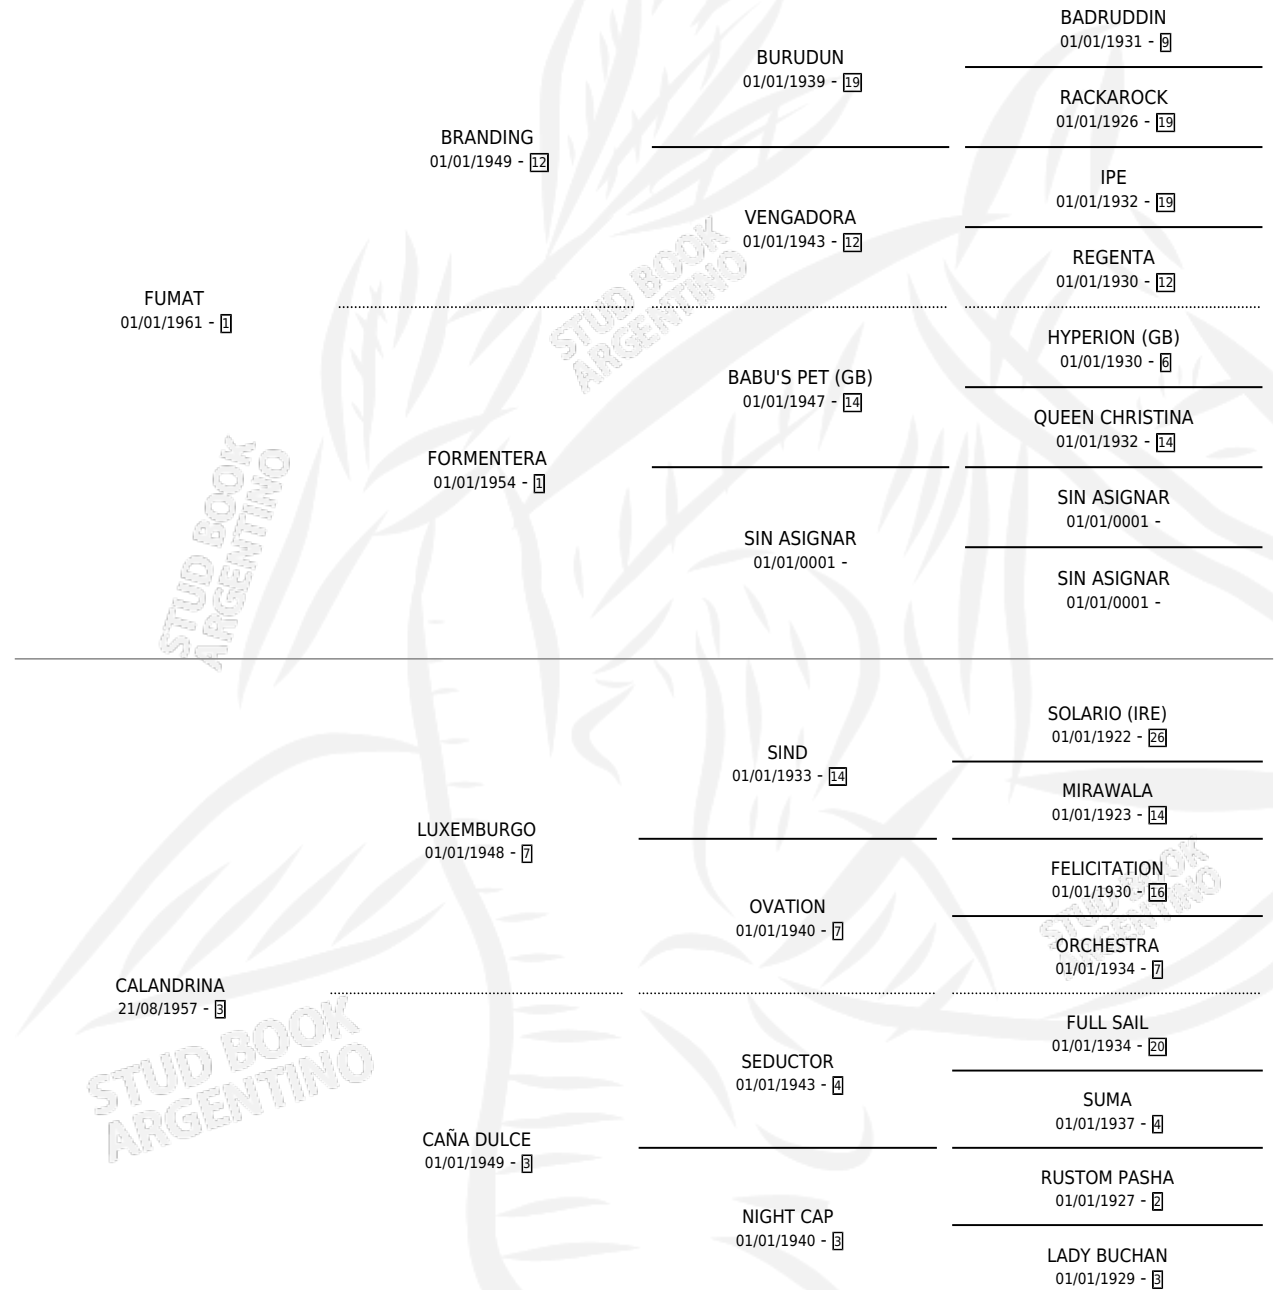 BADRUDDIN
01/01/1931 - 9
BURUDUN
01/01/1939 - 19
RACKAROCK
01/01/1926 - 19
BRANDING
01/01/1949 - 12
IPE
01/01/1932 - 19
VENGADORA
01/01/1943 - 12
REGENTA
01/01/1930 - 12
FUMAT
01/01/1961 - 1
HYPERION (GB)
01/01/1930 - 6
BABU'S PET (GB)
01/01/1947 - 14
QUEEN CHRISTINA
01/01/1932 - 14
FORMENTERA
01/01/1954 - 1
SIN ASIGNAR
01/01/0001 -
SIN ASIGNAR
01/01/0001 -
SIN ASIGNAR
01/01/0001 -
STUD BOOK
ARGENTINO
STUD BOOK
ARGENTINO
SOLARIO (IRE)
01/01/1922 - 26
SIND
01/01/1933 - 14
MIRAWALA
01/01/1923 - 14
LUXEMBURGO
01/01/1948 - 7
FELICITATION
01/01/1930 - 16
OVATION
01/01/1940 - 7
ORCHESTRA
01/01/1934 - 7
CALANDRINA
21/08/1957 - 3
FULL SAIL
01/01/1934 - 20
SEDUCTOR
01/01/1943 - 4
SUMA
01/01/1937 - 4
CAÑA DULCE
01/01/1949 - 3
RUSTOM PASHA
01/01/1927 - 2
NIGHT CAP
01/01/1940 - 3
LADY BUCHAN
01/01/1929 - 3
STUD BOOK
ARGENTINO
STUD BOOK
ARGENTINO